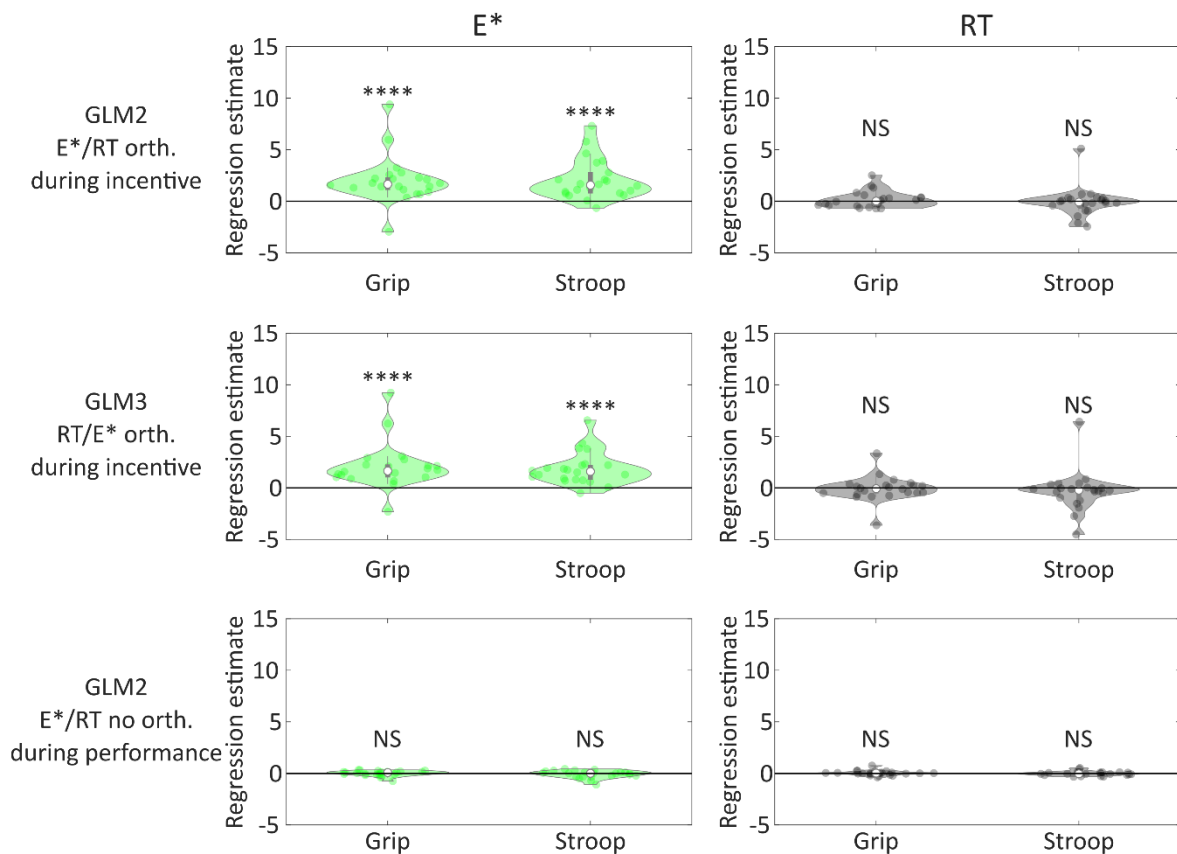 E*
RT
GLM2
E*/RT orth.
during incentive
Regression estimate
15
10
5
0
-5
****
****
Grip
Stroop
Regression estimate
15
10
5
0
-5
NS
NS
Grip
Stroop
GLM3
RT/E* orth.
during incentive
Regression estimate
15
10
5
0
-5
****
****
Grip
Stroop
Regression estimate
15
10
5
0
-5
NS
NS
Grip
Stroop
GLM2
E*/RT no orth.
during performance
Regression estimate
15
10
5
0
-5
NS
NS
Grip
Stroop
Regression estimate
15
10
5
0
-5
NS
NS
Grip
Stroop